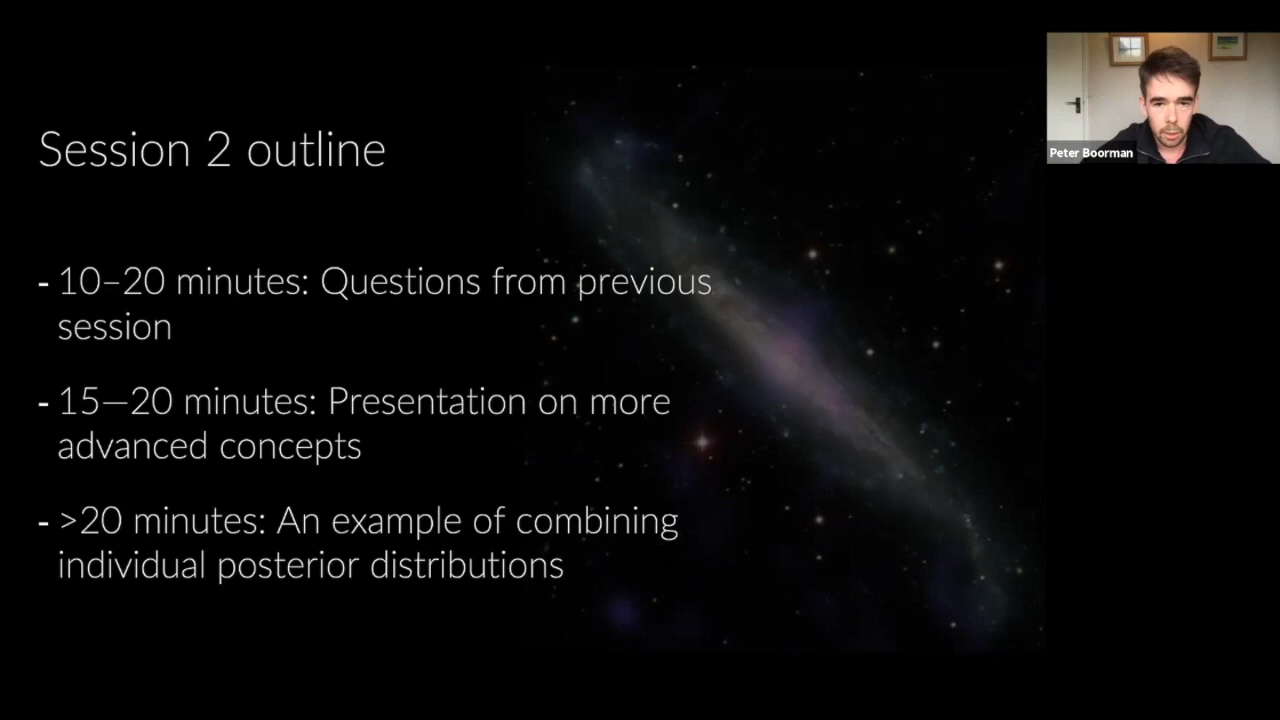 Session 2 outline
- 10–20 minutes: Questions from previous
session
- 15—20 minutes: Presentation on more
advanced concepts
- >20 minutes: An example of combining
individual posterior distributions
Peter Boorman